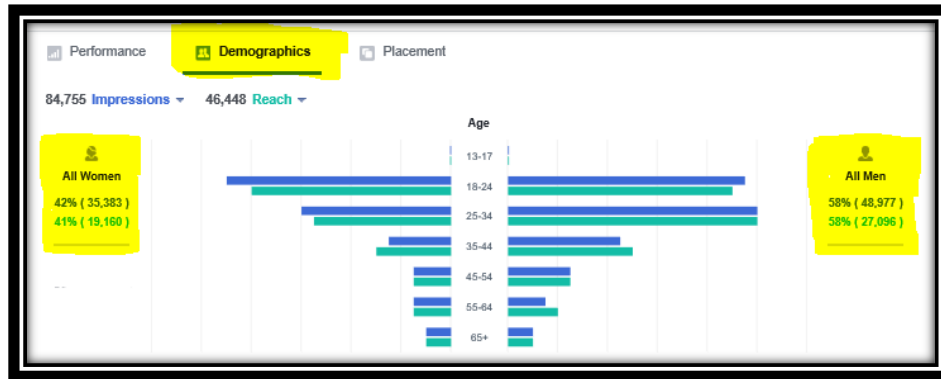 Performance
Demographics
Placement
84,755 Impressions
46,448 Reach
Age
All Women
42% ( 35,383 )
41% ( 19,160 )
13-17
18-24
25-34
35-44
45-54
55-64
65+
All Men
58% ( 48,977 )
58% ( 27,096 )